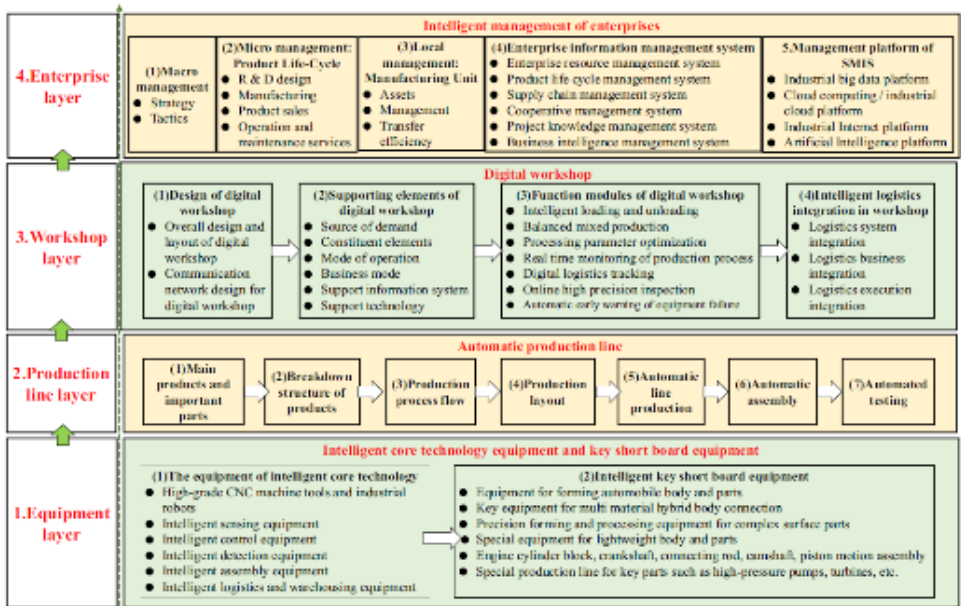 4.Enterprise
layer
Intelligent management of enterprises
(1)Macro
management
● Strategy
● Tactics
(2)Micro management:
Product Life-Cycle
● R & D design
● Manufacturing
● Product sales
● Operation and
maintenance services
(3)Local
management:
Manufacturing Unit
● Assets
● Management
● Transfer
efficiency
(4)Enterprise information management system
● Enterprise resource management system
● Product life cycle management system
● Supply chain management system
● Cooperative management system
● Project knowledge management system
● Business intelligence management system
5.Management platform of
SMIS
● Industrial big data platform
● Cloud computing / industrial
cloud platform
● Industrial Internet platform
● Artificial Intelligence platform
3.Workshop
layer
Digital workshop
(1)Design of digital
workshop
● Overall design and
layout of digital
workshop
● Communication
network design for
digital workshop
(2)Supporting elements of
digital workshop
● Source of demand
● Constituent elements
● Mode of operation
● Business mode
● Support information system
● Support technology
(3)Function modules of digital workshop
● Intelligent loading and unloading
● Balanced mixed production
● Processing parameter optimization
● Real time monitoring of production process
● Digital logistics tracking
● Online high precision inspection
● Automatic early warning of equipment failure
(4)Intelligent logistics
integration in workshop
● Logistics system
integration
● Logistics business
integration
● Logistics execution
integration
2.Production
line layer
Automatic production line
(1)Main
products and
important
parts
(2)Breakdown
structure of
products
(3)Production
process flow
(4)Production
layout
(5)Automatic
line
production
(6)Automatic
assembly
(7)Automated
testing
1.Equipment
layer
Intelligent core technology equipment and key short board equipment
(1)The equipment of intelligent core technology
● High-grade CNC machine tools and industrial
robots
● Intelligent sensing equipment
● Intelligent control equipment
● Intelligent detection equipment
● Intelligent assembly equipment
● Intelligent logistics and warehousing equipment
(2)Intelligent key short board equipment
● Equipment for forming automobile body and parts
● Key equipment for multi material hybrid body connection
● Precision forming and processing equipment for complex surface parts
● Special equipment for lightweight body and parts
● Engine cylinder block, crankshaft, connecting rod, camshaft, piston motion assembly
● Special production line for key parts such as high-pressure pumps, turbines, etc.